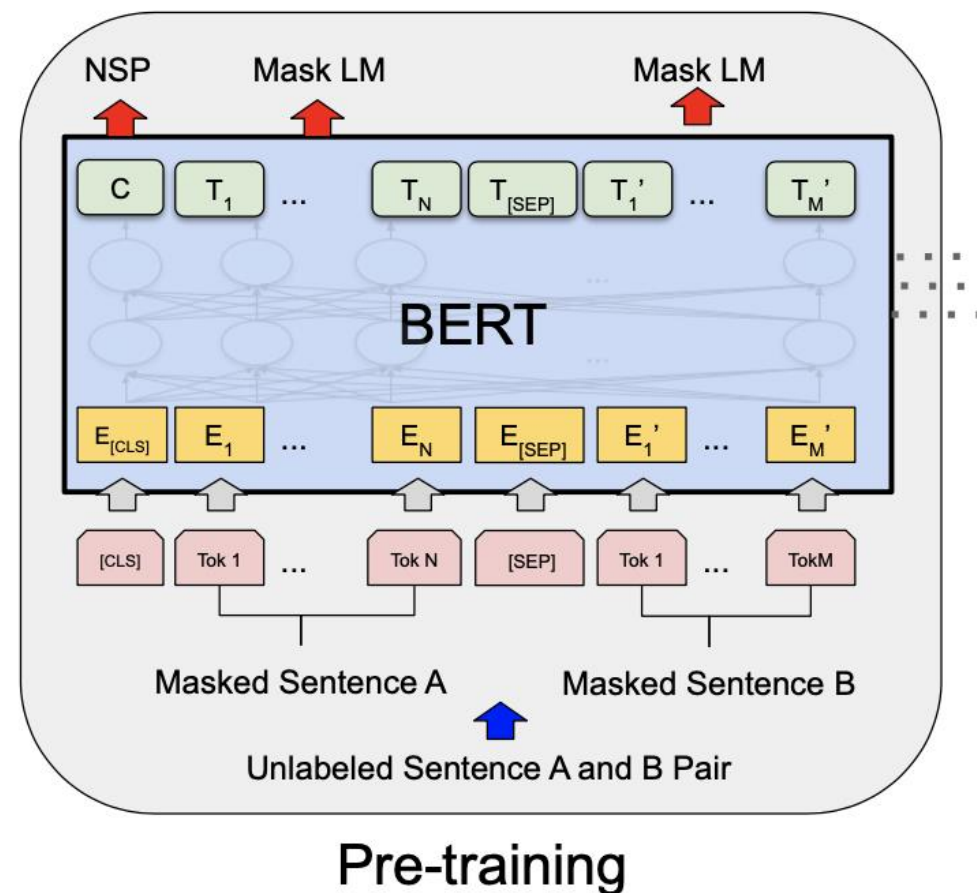 NSP Mask LM Mask LM
C T1 ... TN T[SEP] T1' ... TM'
...
BERT
...
E[CLS] E1 ... EN E[SEP] E1' ... EM'
[CLS] Tok 1 ... Tok N [SEP] Tok 1 ... TokM
Masked Sentence A Masked Sentence B
Unlabeled Sentence A and B Pair
Pre-training